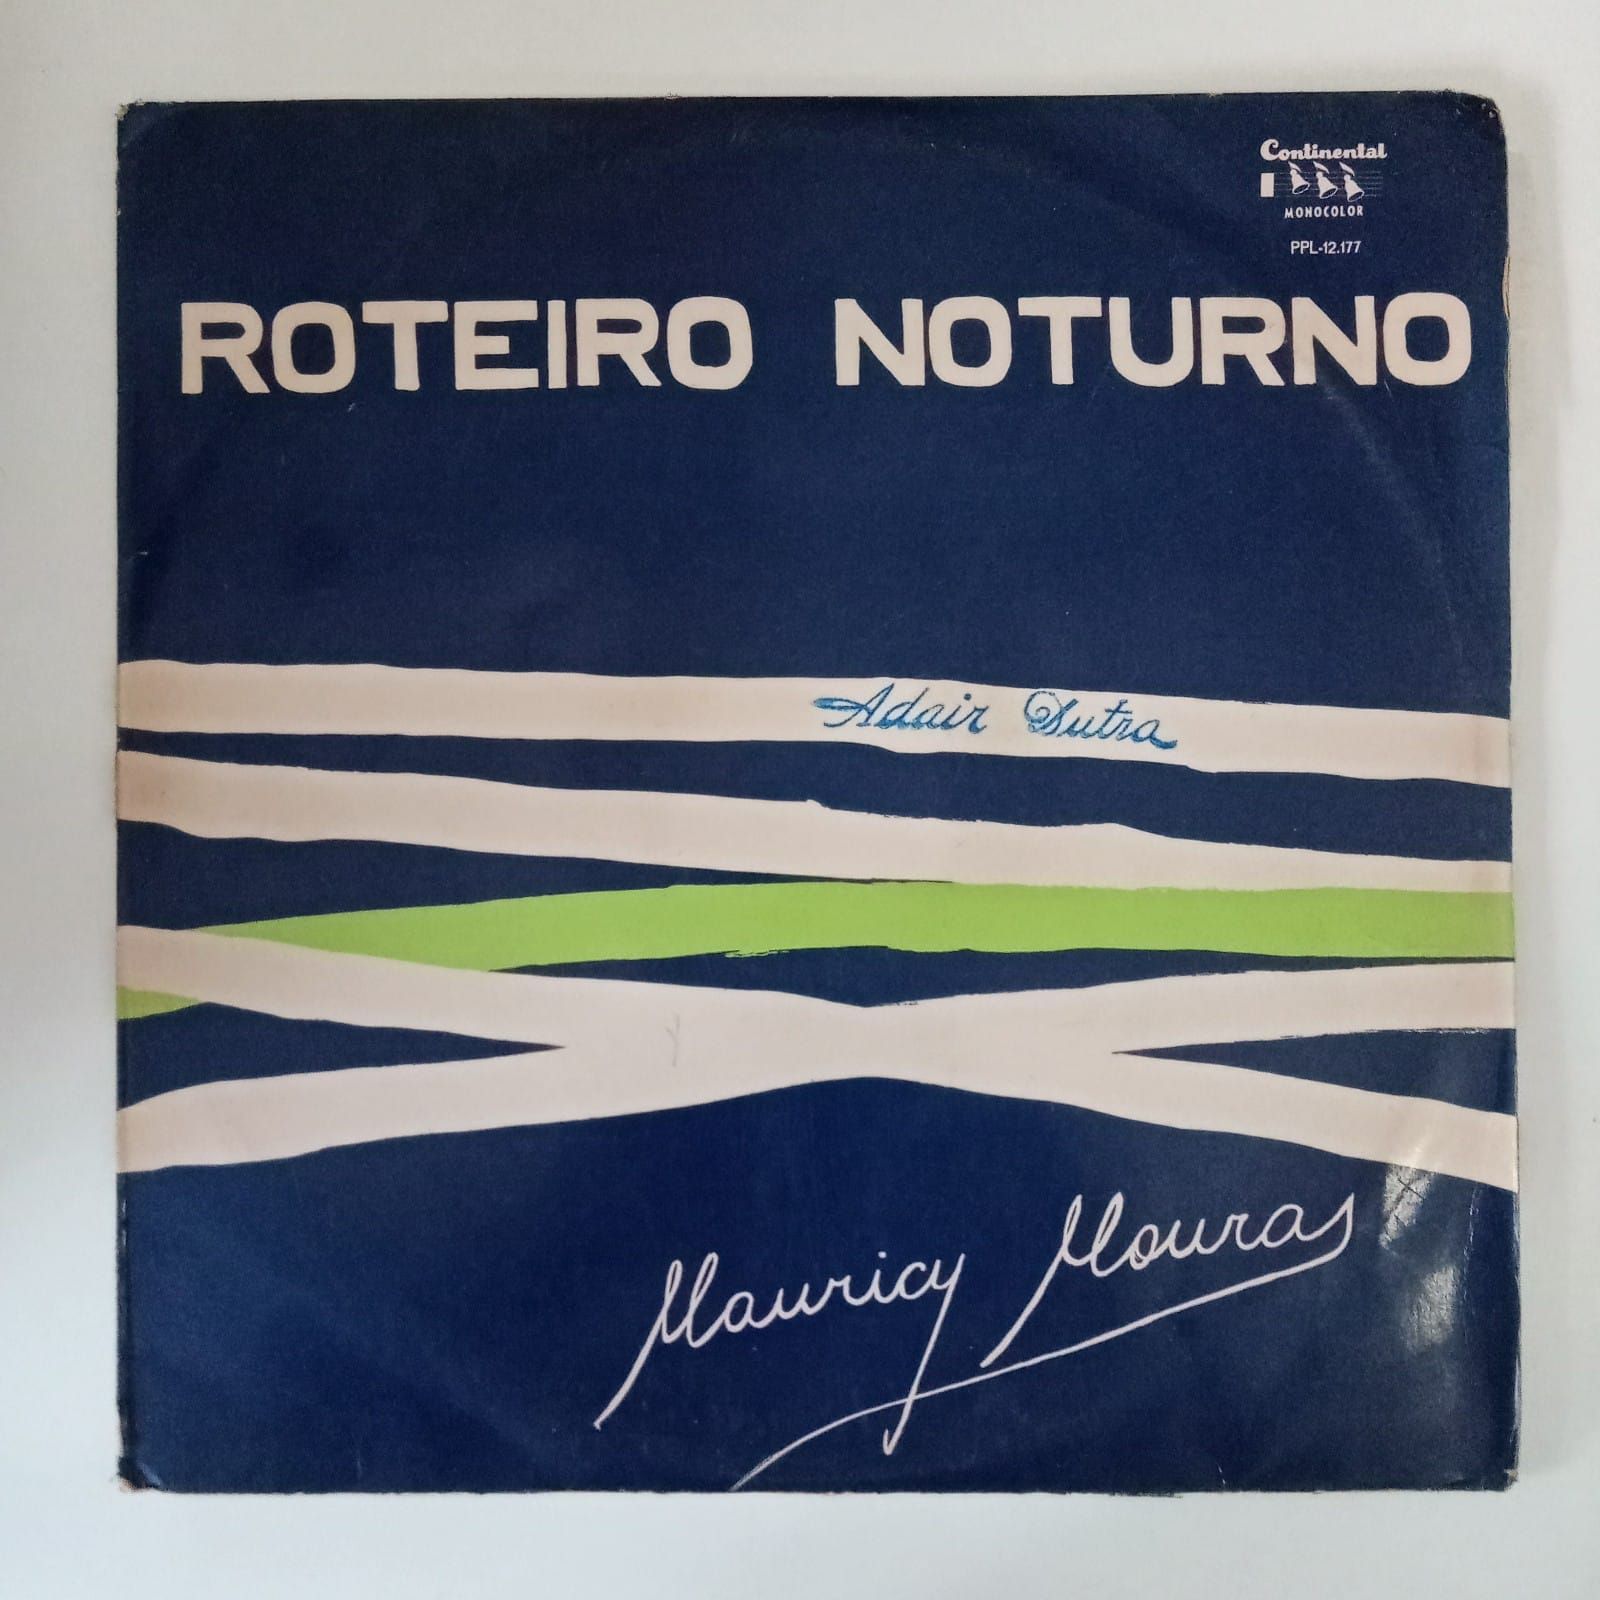 Continental
MONOCOLOR
PPL-12.177
ROTEIRO NOTURNO
Adair Dutra
Mauricy Moura